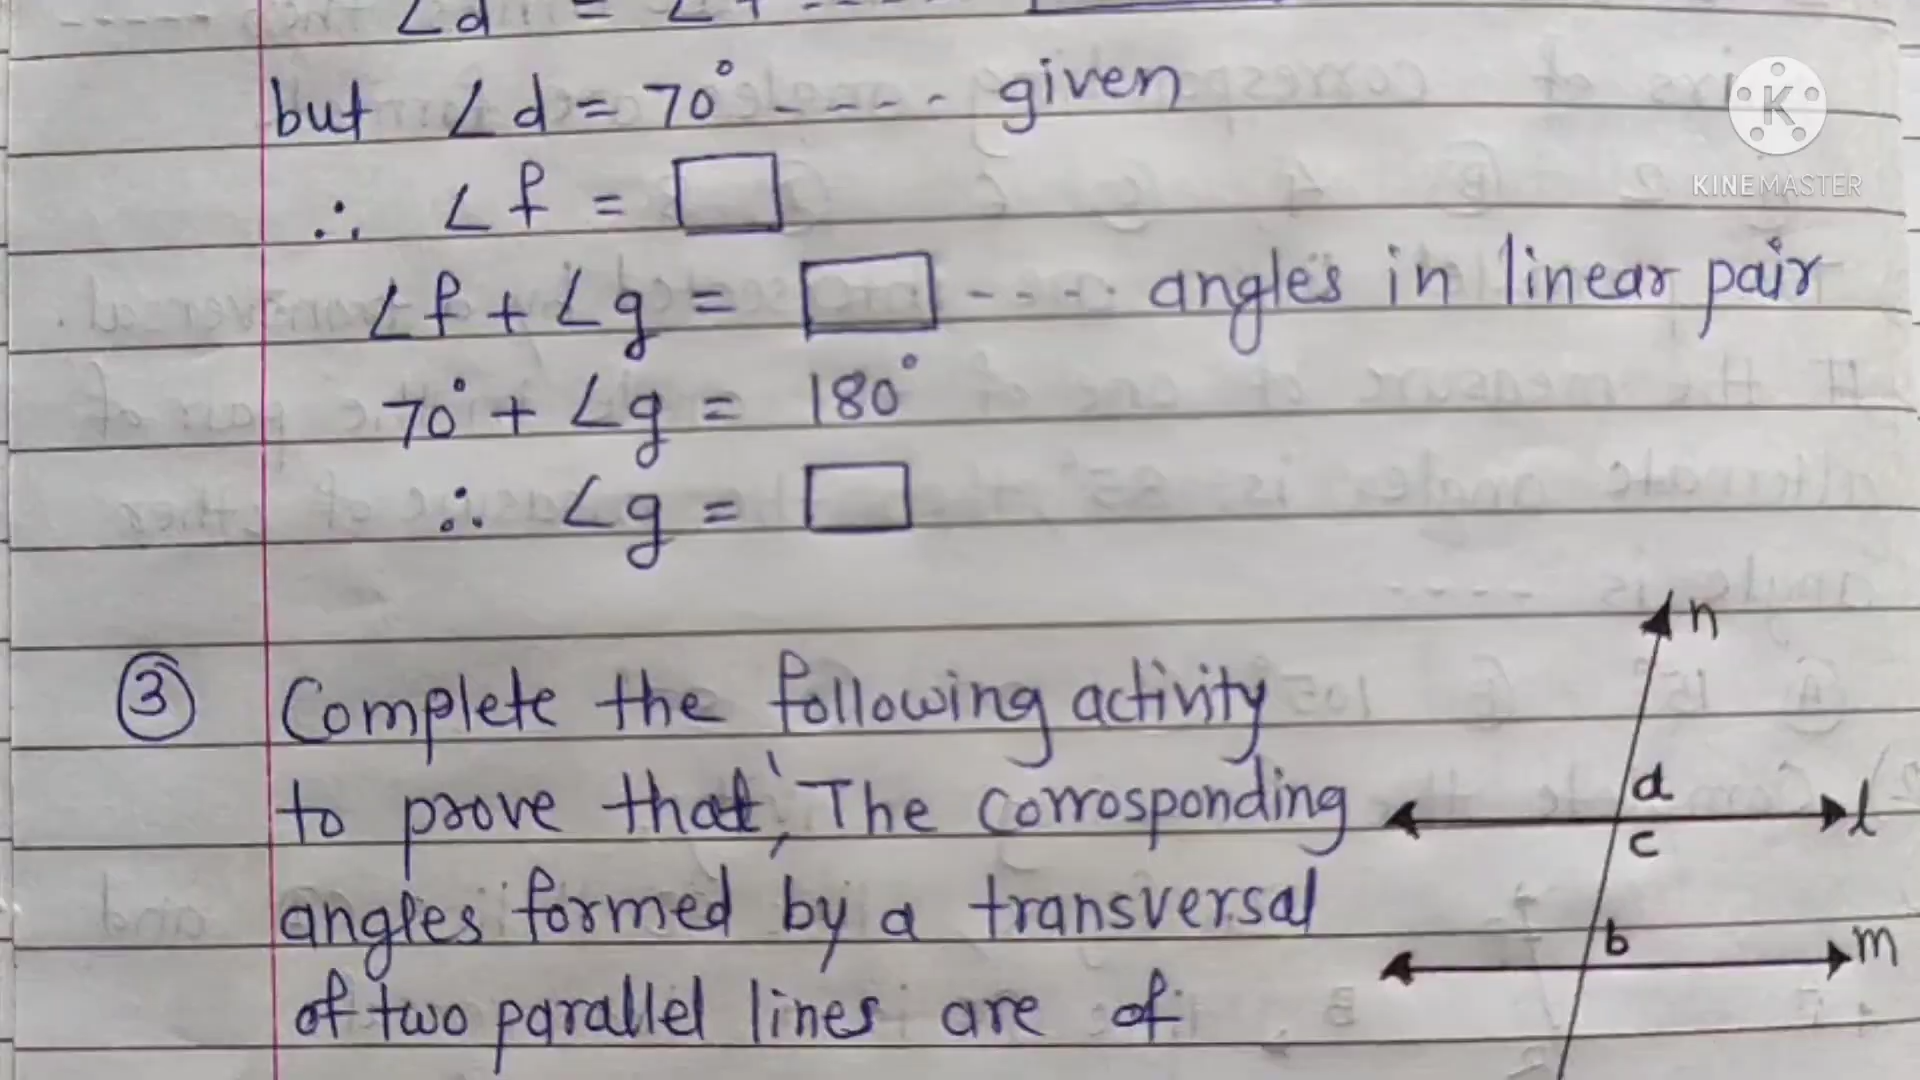 ∠d = ∠f ----
but ∠d = 70° ---- given
∴ ∠f = □
∠f + ∠g = □ ---- angles in linear pair
70° + ∠g = 180°
∴ ∠g = □
③ Complete the following activity
to prove that, 'The corrosponding
angles formed by a transversal
of two parallel lines are of
n
a
l
c
b
m
K
KINEMASTER